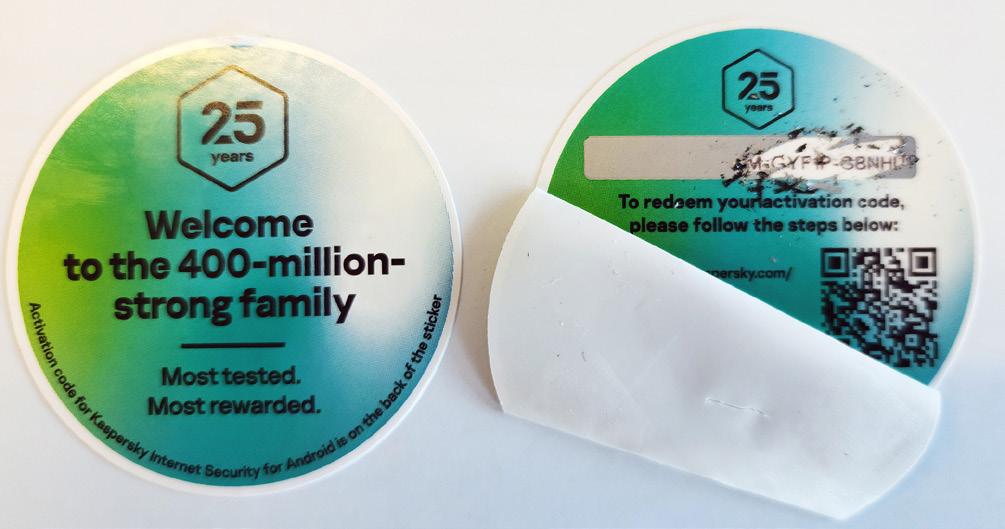 25
years
Welcome
to the 400-million-
strong family
Most tested.
Most rewarded.
Activation code for Kaspersky Internet Security for Android is on the back of the sticker
25
years
To redeem your activation code,
please follow the steps below: